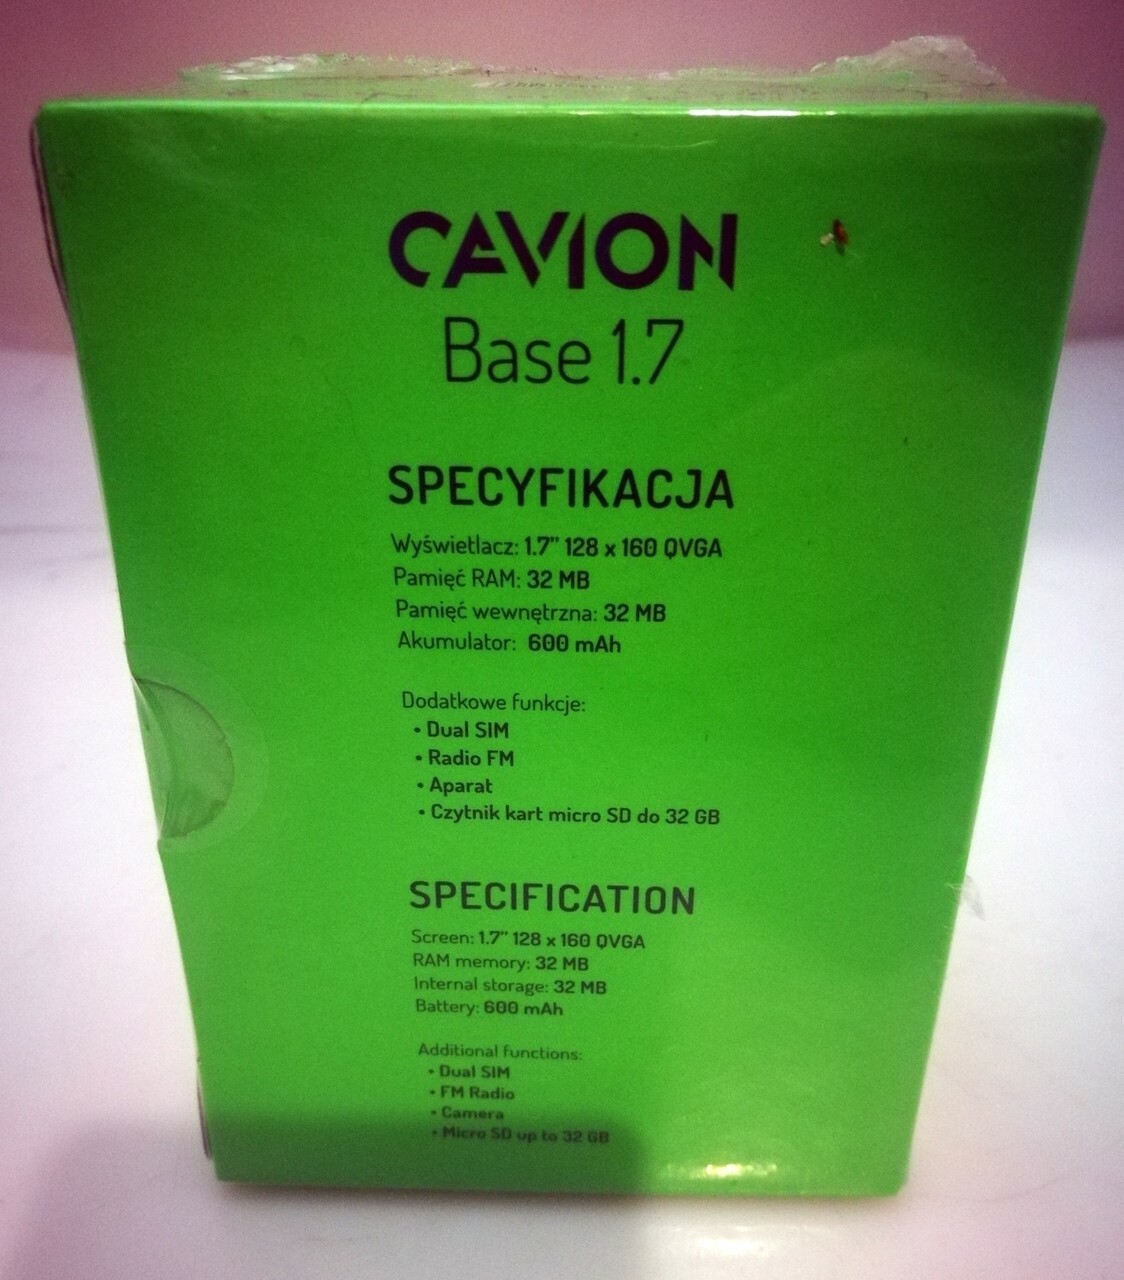 CAVION
Base 1.7
SPECYFIKACJA
Wyświetlacz: 1.7" 128 x 160 QVGA
Pamięć RAM: 32 MB
Pamięć wewnętrzna: 32 MB
Akumulator: 600 mAh
Dodatkowe funkcje:
• Dual SIM
• Radio FM
• Aparat
• Czytnik kart micro SD do 32 GB
SPECIFICATION
Screen: 1.7" 128 x 160 QVGA
RAM memory: 32 MB
Internal storage: 32 MB
Battery: 600 mAh
Additional functions:
• Dual SIM
• FM Radio
• Camera
• Micro SD up to 32 GB